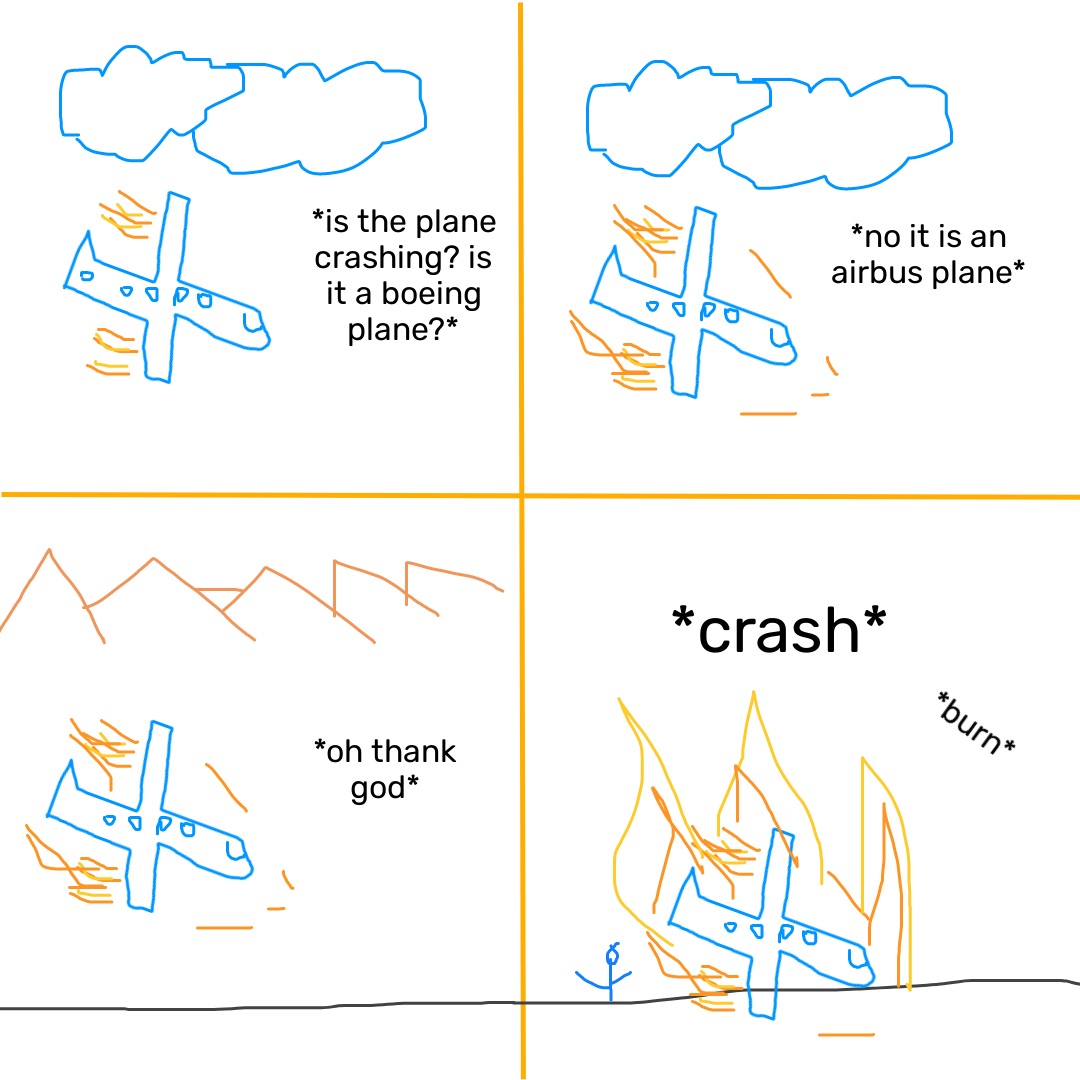 *is the plane
crashing? is
it a boeing
plane?*
*no it is an
airbus plane*
*oh thank
god*
*crash*
*burn*